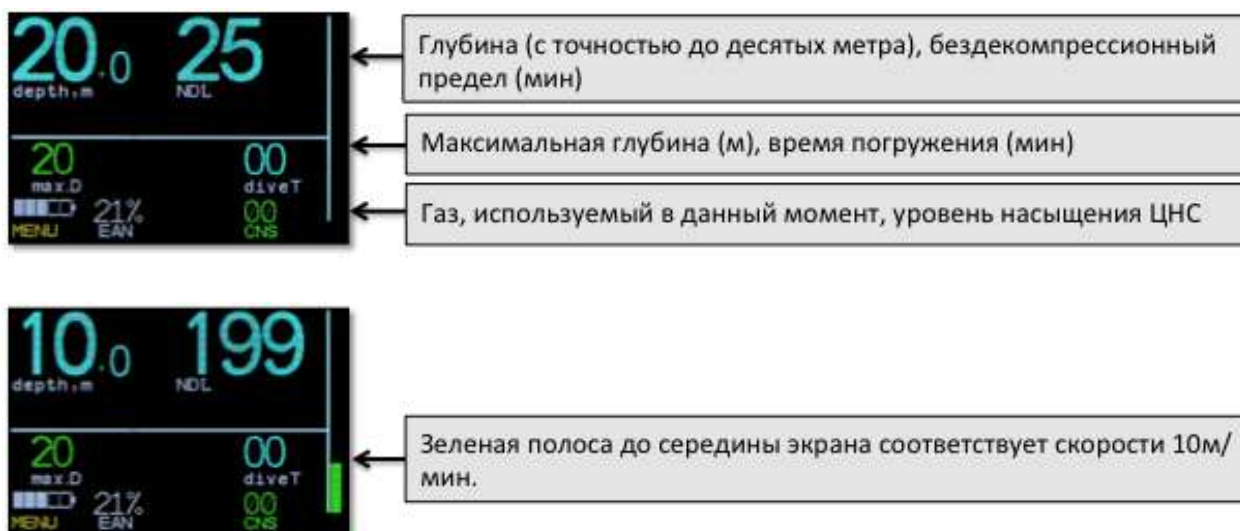 20.0 25
depth.m NDL
Глубина (с точностью до десятых метра), бездекомпрессионный
предел (мин)
20 00
max.D diveT
Максимальная глубина (м), время погружения (мин)
21% 00
MENU EAN CNS
Газ, используемый в данный момент, уровень насыщения ЦНС
10.0 199
depth.m NDL
20 00
max.D diveT
21% 00
MENU EAN CNS
Зеленая полоса до середины экрана соответствует скорости 10м/
мин.